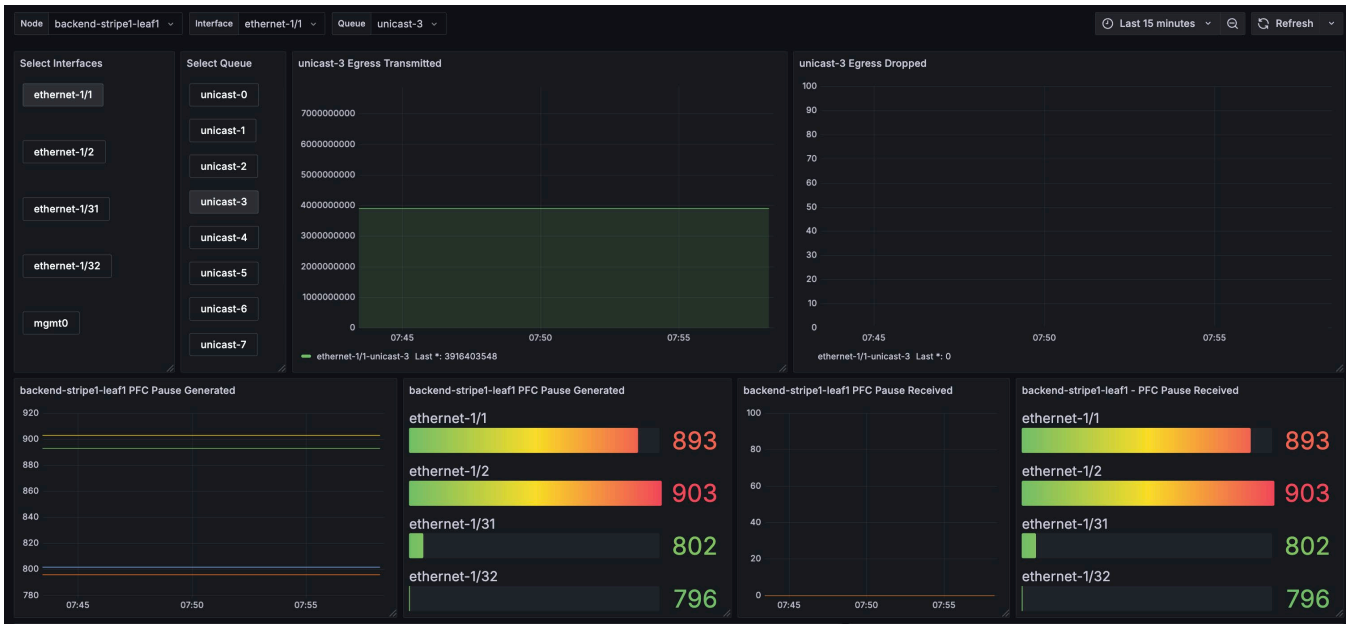 Node backend-stripe1-leaf1 Interface ethernet-1/1 Queue unicast-3 Last 15 minutes Refresh
Select Interfaces
ethernet-1/1
ethernet-1/2
ethernet-1/31
ethernet-1/32
mgmt0
Select Queue
unicast-0
unicast-1
unicast-2
unicast-3
unicast-4
unicast-5
unicast-6
unicast-7
unicast-3 Egress Transmitted
7000000000
6000000000
5000000000
4000000000
3000000000
2000000000
1000000000
0
07:45 07:50 07:55
ethernet-1/1-unicast-3 Last *: 3916403548
unicast-3 Egress Dropped
100
90
80
70
60
50
40
30
20
10
0
07:45 07:50 07:55
ethernet-1/1-unicast-3 Last *: 0
backend-stripe1-leaf1 PFC Pause Generated
920
900
880
860
840
820
800
780
07:45 07:50 07:55
backend-stripe1-leaf1 PFC Pause Generated
ethernet-1/1
893
ethernet-1/2
903
ethernet-1/31
802
ethernet-1/32
796
backend-stripe1-leaf1 PFC Pause Received
100
80
60
40
20
0
07:45 07:50 07:55
backend-stripe1-leaf1 - PFC Pause Received
ethernet-1/1
893
ethernet-1/2
903
ethernet-1/31
802
ethernet-1/32
796